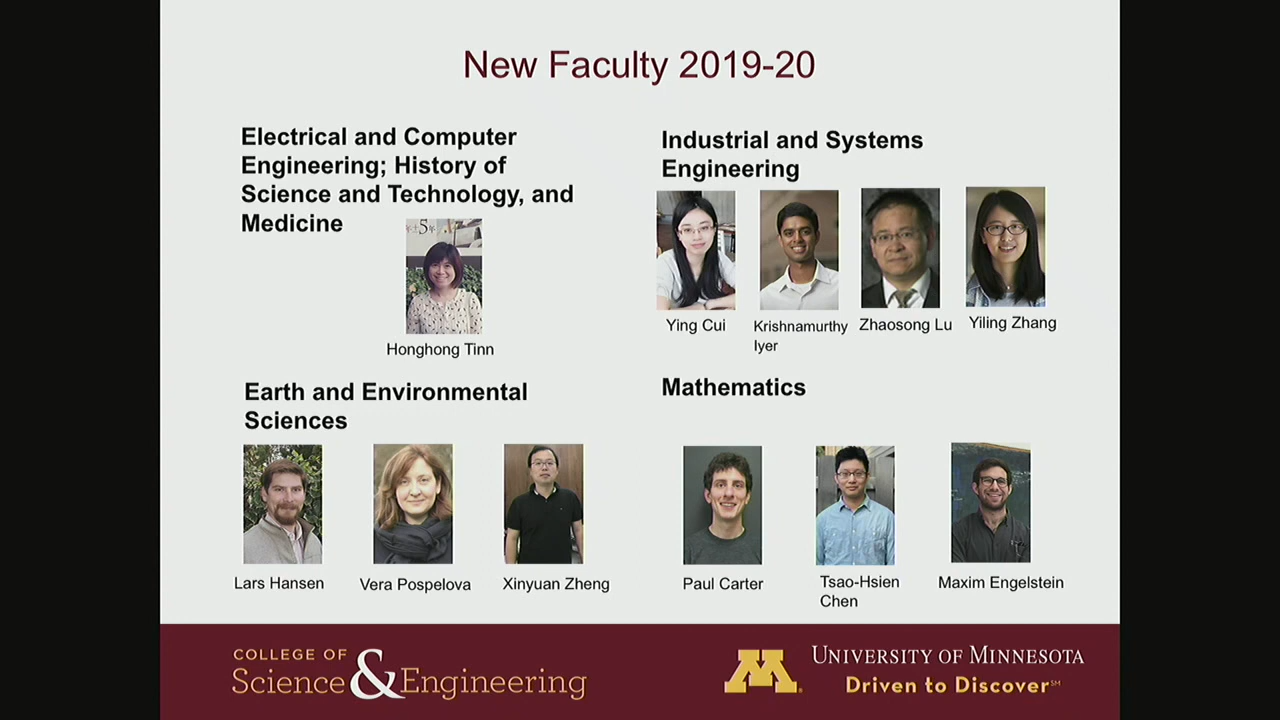 New Faculty 2019-20
Electrical and Computer
Engineering; History of
Science and Technology, and
Medicine
Honghong Tinn
Industrial and Systems
Engineering
Ying Cui
Krishnamurthy
Iyer
Zhaosong Lu
Yiling Zhang
Earth and Environmental
Sciences
Lars Hansen
Vera Pospelova
Xinyuan Zheng
Mathematics
Paul Carter
Tsao-Hsien
Chen
Maxim Engelstein
COLLEGE OF
Science & Engineering
M
UNIVERSITY OF MINNESOTA
Driven to Discover℠